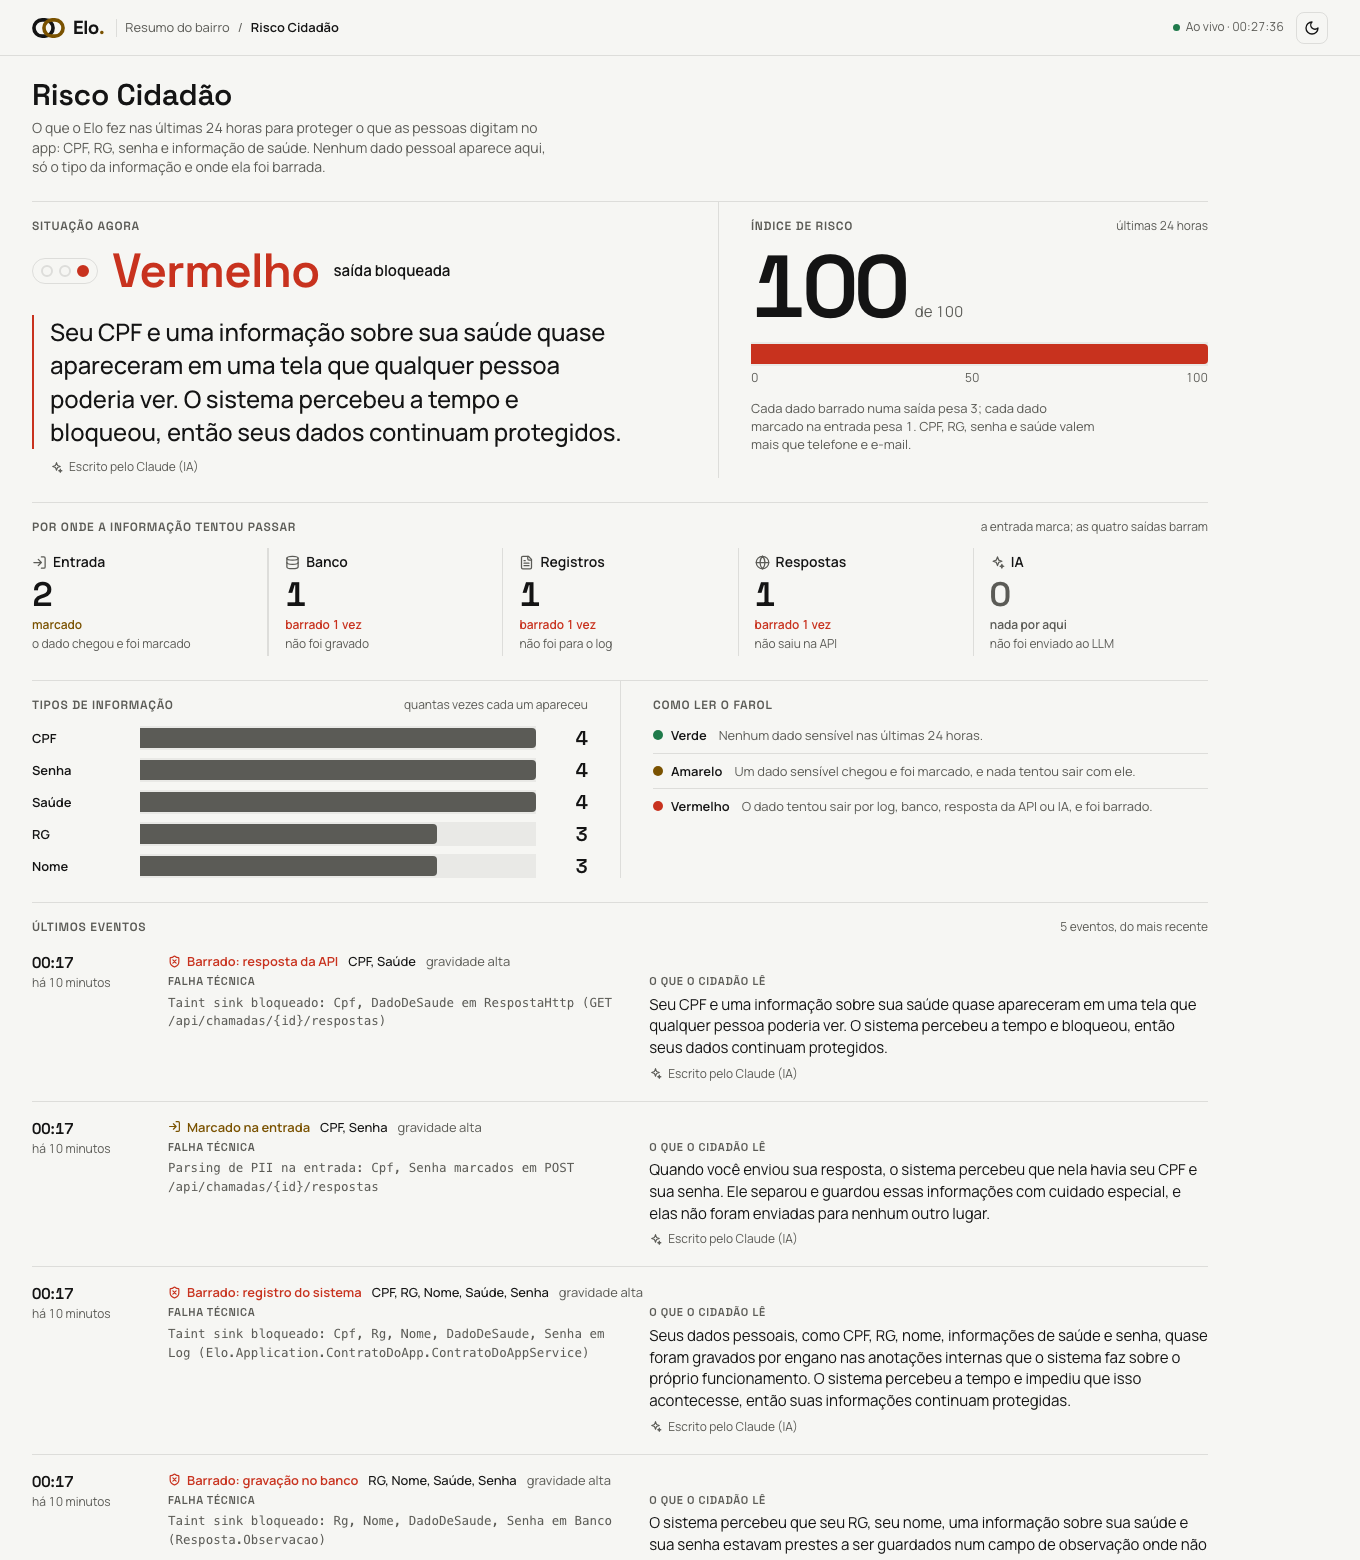 Elo.
Resumo do bairro / Risco Cidadão
Ao vivo · 00:27:36
Risco Cidadão
O que o Elo fez nas últimas 24 horas para proteger o que as pessoas digitam no
app: CPF, RG, senha e informação de saúde. Nenhum dado pessoal aparece aqui,
só o tipo da informação e onde ela foi barrada.
SITUAÇÃO AGORA
Vermelho saída bloqueada
Seu CPF e uma informação sobre sua saúde quase
apareceram em uma tela que qualquer pessoa
poderia ver. O sistema percebeu a tempo e
bloqueou, então seus dados continuam protegidos.
Escrito pelo Claude (IA)
ÍNDICE DE RISCO
últimas 24 horas
100 de 100
0 50 100
Cada dado barrado numa saída pesa 3; cada dado
marcado na entrada pesa 1. CPF, RG, senha e saúde valem
mais que telefone e e-mail.
POR ONDE A INFORMAÇÃO TENTOU PASSAR
a entrada marca; as quatro saídas barram
Entrada
2
marcado
o dado chegou e foi marcado
Banco
1
barrado 1 vez
não foi gravado
Registros
1
barrado 1 vez
não foi para o log
Respostas
1
barrado 1 vez
não saiu na API
IA
0
nada por aqui
não foi enviado ao LLM
TIPOS DE INFORMAÇÃO
quantas vezes cada um apareceu
CPF 4
Senha 4
Saúde 4
RG 3
Nome 3
COMO LER O FAROL
Verde Nenhum dado sensível nas últimas 24 horas.
Amarelo Um dado sensível chegou e foi marcado, e nada tentou sair com ele.
Vermelho O dado tentou sair por log, banco, resposta da API ou IA, e foi barrado.
ÚLTIMOS EVENTOS
5 eventos, do mais recente
00:17
há 10 minutos
Barrado: resposta da API CPF, Saúde gravidade alta
FALHA TÉCNICA
Taint sink bloqueado: Cpf, DadoDeSaude em RespostaHttp (GET
/api/chamadas/{id}/respostas)
O QUE O CIDADÃO LÊ
Seu CPF e uma informação sobre sua saúde quase apareceram em uma tela que
qualquer pessoa poderia ver. O sistema percebeu a tempo e bloqueou, então
seus dados continuam protegidos.
Escrito pelo Claude (IA)
00:17
há 10 minutos
Marcado na entrada CPF, Senha gravidade alta
FALHA TÉCNICA
Parsing de PII na entrada: Cpf, Senha marcados em POST
/api/chamadas/{id}/respostas
O QUE O CIDADÃO LÊ
Quando você enviou sua resposta, o sistema percebeu que nela havia seu CPF e
sua senha. Ele separou e guardou essas informações com cuidado especial, e
elas não foram enviadas para nenhum outro lugar.
Escrito pelo Claude (IA)
00:17
há 10 minutos
Barrado: registro do sistema CPF, RG, Nome, Saúde, Senha gravidade alta
FALHA TÉCNICA
Taint sink bloqueado: Cpf, Rg, Nome, DadoDeSaude, Senha em
Log (Elo.Application.ContratoDoApp.ContratoDoAppService)
O QUE O CIDADÃO LÊ
Seus dados pessoais, como CPF, RG, nome, informações de saúde e senha, quase
foram gravados por engano nas anotações internas que o sistema faz sobre o
próprio funcionamento. O sistema percebeu a tempo e impediu que isso
acontecesse, então suas informações continuam protegidas.
Escrito pelo Claude (IA)
00:17
há 10 minutos
Barrado: gravação no banco RG, Nome, Saúde, Senha gravidade alta
FALHA TÉCNICA
Taint sink bloqueado: Rg, Nome, DadoDeSaude, Senha em Banco
(Resposta.Observacao)
O QUE O CIDADÃO LÊ
O sistema percebeu que seu RG, seu nome, uma informação sobre sua saúde e
sua senha estavam prestes a ser guardados num campo de observação onde não